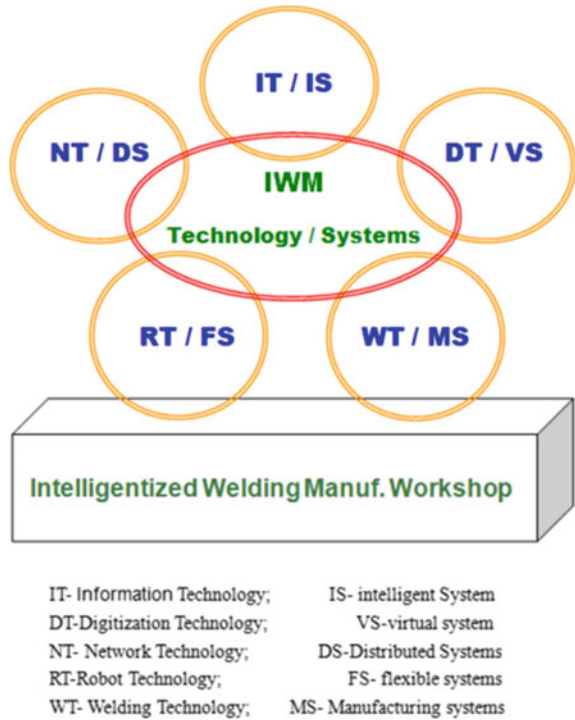 IT / IS
NT / DS
DT / VS
IWM
Technology / Systems
RT / FS
WT / MS
Intelligentized Welding Manuf. Workshop
IT- Information Technology; IS- intelligent System
DT-Digitization Technology; VS-virtual system
NT- Network Technology; DS-Distributed Systems
RT-Robot Technology; FS- flexible systems
WT- Welding Technology; MS- Manufacturing systems